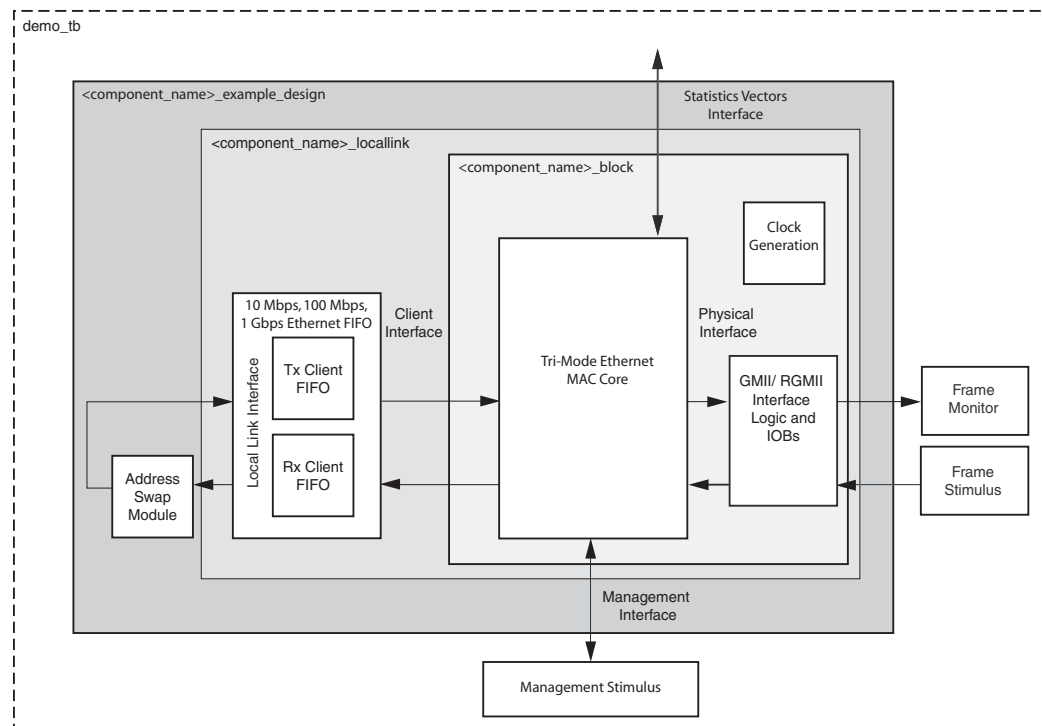 demo_tb
<component_name>_example_design
Statistics Vectors
Interface
<component_name>_locallink
<component_name>_block
Clock
Generation
10 Mbps, 100 Mbps,
1 Gbps Ethernet FIFO
Client
Interface
Physical
Interface
Local Link Interface
Tx Client
FIFO
Tri-Mode Ethernet
MAC Core
GMII/ RGMII
Interface
Logic and
IOBs
Frame
Monitor
Rx Client
FIFO
Address
Swap
Module
Frame
Stimulus
Management
Interface
Management Stimulus